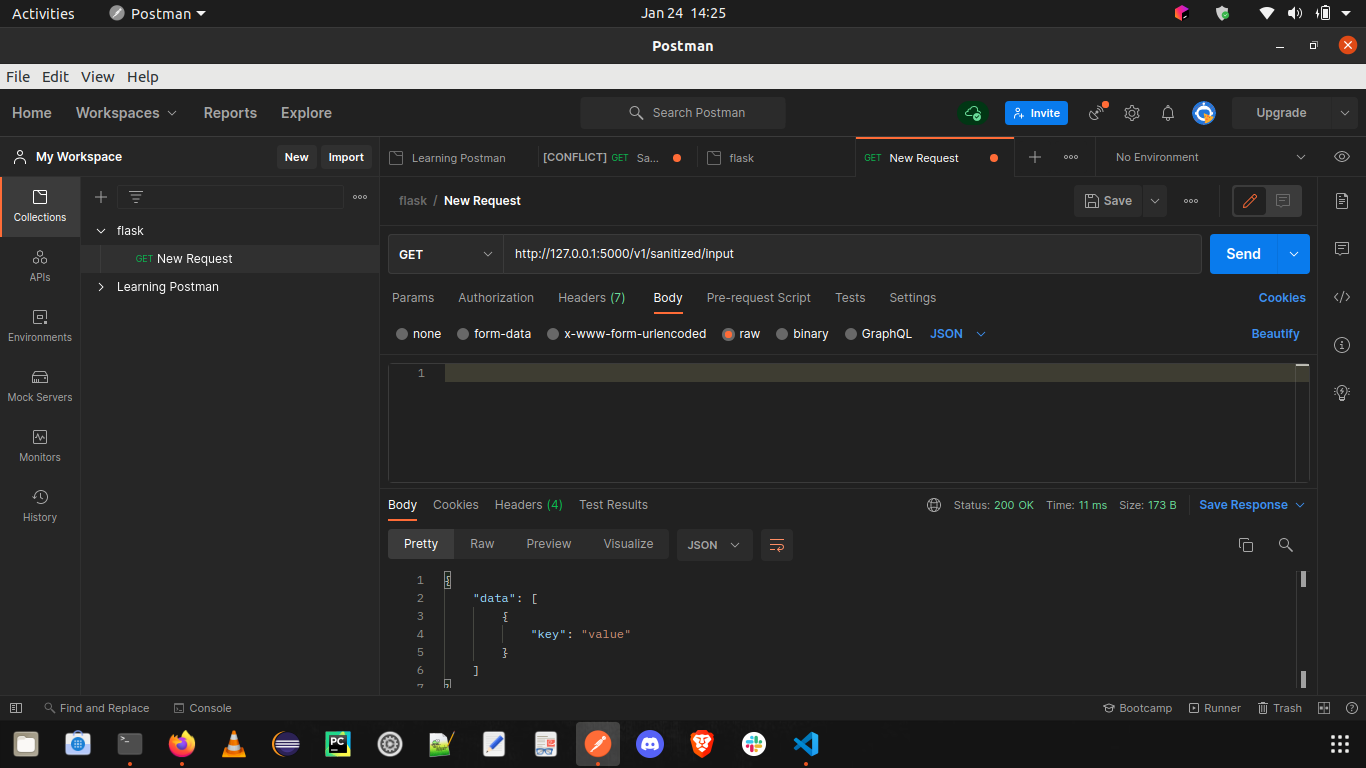 Activities Postman Jan 24 14:25
Postman
File Edit View Help
Home Workspaces Reports Explore Search Postman Invite Upgrade
My Workspace New Import Learning Postman [CONFLICT] GET Sa... flask GET New Request No Environment
Collections
APIs
Environments
Mock Servers
Monitors
History
flask
GET New Request
Learning Postman
flask / New Request Save
GET http://127.0.0.1:5000/v1/sanitized/input Send
Params Authorization Headers (7) Body Pre-request Script Tests Settings Cookies
none form-data x-www-form-urlencoded raw binary GraphQL JSON Beautify
1
Body Cookies Headers (4) Test Results Status: 200 OK Time: 11 ms Size: 173 B Save Response
Pretty Raw Preview Visualize JSON
1 {
2 "data": [
3 {
4 "key": "value"
5 }
6 ]
7 }
Find and Replace Console Bootcamp Runner Trash
PC